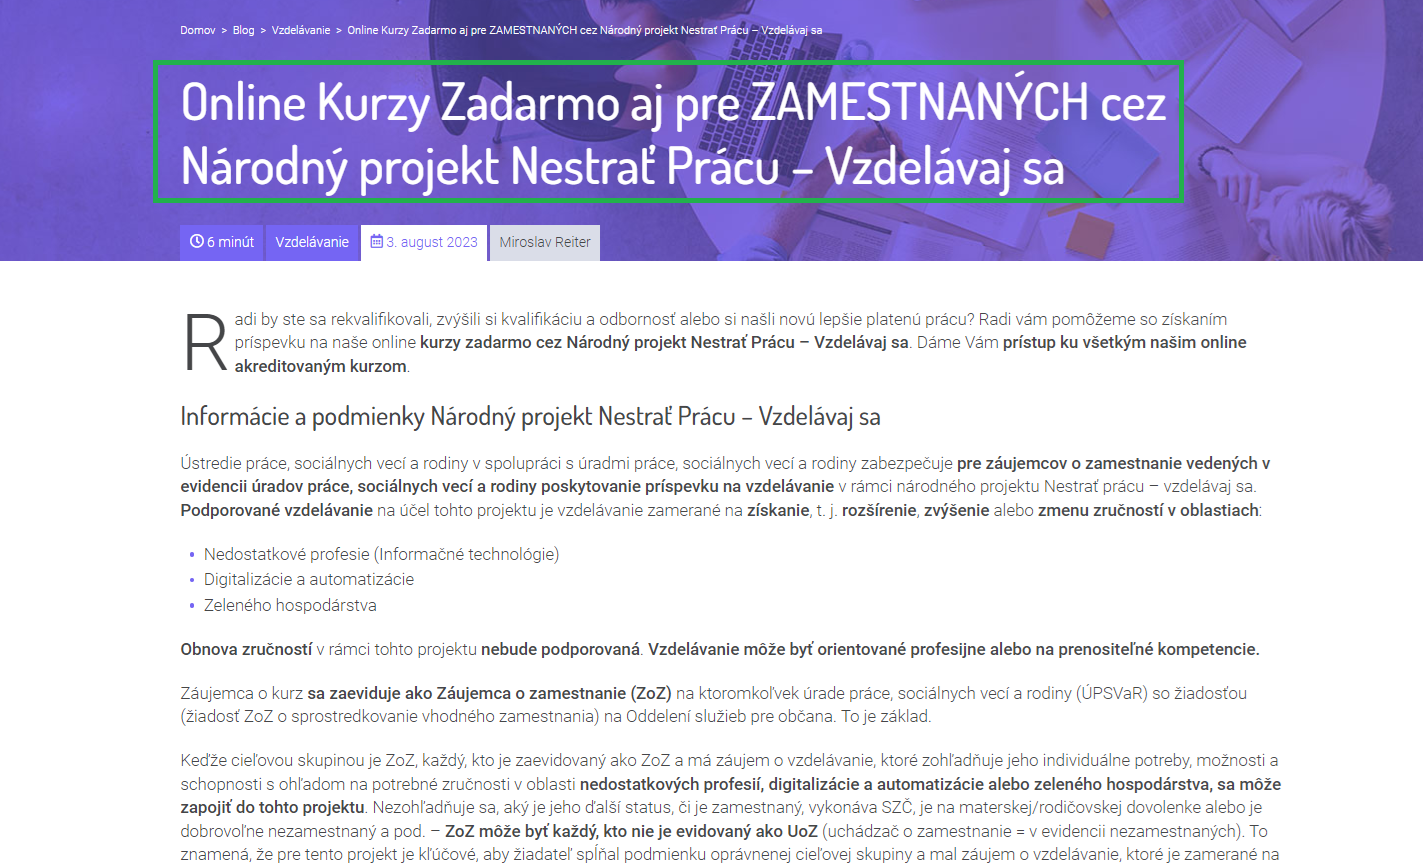 Domov > Blog > Vzdelávanie > Online Kurzy Zadarmo aj pre ZAMESTNANÝCH cez Národný projekt Nestrať Prácu – Vzdelávaj sa
Online Kurzy Zadarmo aj pre ZAMESTNANÝCH cez
Národný projekt Nestrať Prácu – Vzdelávaj sa
6 minút Vzdelávanie 3. august 2023 Miroslav Reiter
Radi by ste sa rekvalifikovali, zvýšili si kvalifikáciu a odbornosť alebo si našli novú lepšie platenú prácu? Radi vám pomôžeme so získaním
príspevku na naše online kurzy zadarmo cez Národný projekt Nestrať Prácu – Vzdelávaj sa. Dáme Vám prístup ku všetkým našim online
akreditovaným kurzom.
Informácie a podmienky Národný projekt Nestrať Prácu – Vzdelávaj sa
Ústredie práce, sociálnych vecí a rodiny v spolupráci s úradmi práce, sociálnych vecí a rodiny zabezpečuje pre záujemcov o zamestnanie vedených v
evidencii úradov práce, sociálnych vecí a rodiny poskytovanie príspevku na vzdelávanie v rámci národného projektu Nestrať prácu – vzdelávaj sa.
Podporované vzdelávanie na účel tohto projektu je vzdelávanie zamerané na získanie, t. j. rozšírenie, zvýšenie alebo zmenu zručností v oblastiach:
• Nedostatkové profesie (Informačné technológie)
• Digitalizácie a automatizácie
• Zeleného hospodárstva
Obnova zručností v rámci tohto projektu nebude podporovaná. Vzdelávanie môže byť orientované profesijne alebo na prenositeľné kompetencie.
Záujemca o kurz sa zaeviduje ako Záujemca o zamestnanie (ZoZ) na ktoromkoľvek úrade práce, sociálnych vecí a rodiny (ÚPSVaR) so žiadosťou
(žiadosť ZoZ o sprostredkovanie vhodného zamestnania) na Oddelení služieb pre občana. To je základ.
Keďže cieľovou skupinou je ZoZ, každý, kto je zaevidovaný ako ZoZ a má záujem o vzdelávanie, ktoré zohľadňuje jeho individuálne potreby, možnosti a
schopnosti s ohľadom na potrebné zručnosti v oblasti nedostatkových profesií, digitalizácie a automatizácie alebo zeleného hospodárstva, sa môže
zapojiť do tohto projektu. Nezohľadňuje sa, aký je jeho ďalší status, či je zamestnaný, vykonáva SZČ, je na materskej/rodičovskej dovolenke alebo je
dobrovoľne nezamestnaný a pod. – ZoZ môže byť každý, kto nie je evidovaný ako UoZ (uchádzač o zamestnanie = v evidencii nezamestnaných). To
znamená, že pre tento projekt je kľúčové, aby žiadateľ spĺňal podmienku oprávnenej cieľovej skupiny a mal záujem o vzdelávanie, ktoré je zamerané na